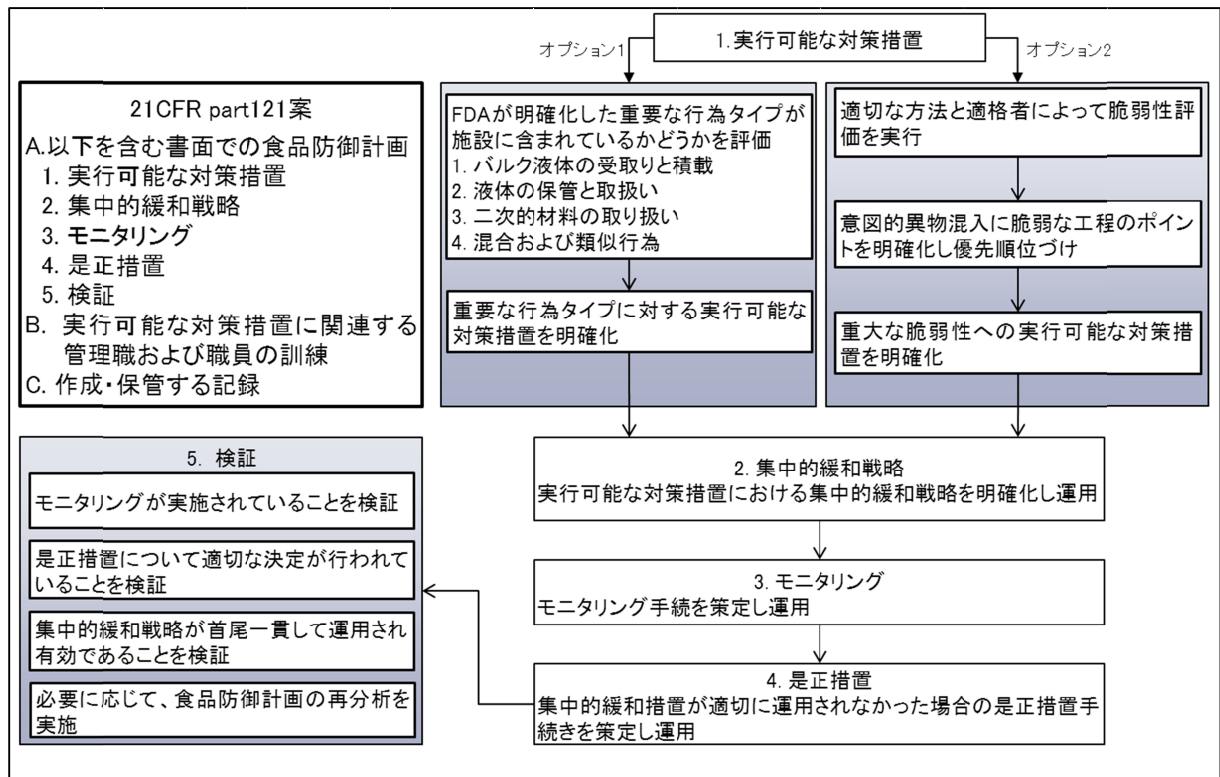 1.実行可能な対策措置
オプション1
オプション2
21CFR part121案
A.以下を含む書面での食品防御計画
1. 実行可能な対策措置
2. 集中的緩和戦略
3. モニタリング
4. 是正措置
5. 検証
B. 実行可能な対策措置に関連する
管理職および職員の訓練
C. 作成・保管する記録
FDAが明確化した重要な行為タイプが
施設に含まれているかどうかを評価
1. バルク液体の受取りと積載
2. 液体の保管と取扱い
3. 二次的材料の取り扱い
4. 混合および類似行為
重要な行為タイプに対する実行可能な
対策措置を明確化
適切な方法と適格者によって脆弱性評
価を実行
意図的異物混入に脆弱な工程のポイン
トを明確化し優先順位づけ
重大な脆弱性への実行可能な対策措
置を明確化
2. 集中的緩和戦略
実行可能な対策措置における集中的緩和戦略を明確化し運用
3. モニタリング
モニタリング手続を策定し運用
4. 是正措置
集中的緩和措置が適切に運用されなかった場合の是正措置手
続きを策定し運用
5. 検証
モニタリングが実施されていることを検証
是正措置について適切な決定が行われて
いることを検証
集中的緩和戦略が首尾一貫して運用され
有効であることを検証
必要に応じて、食品防御計画の再分析を
実施